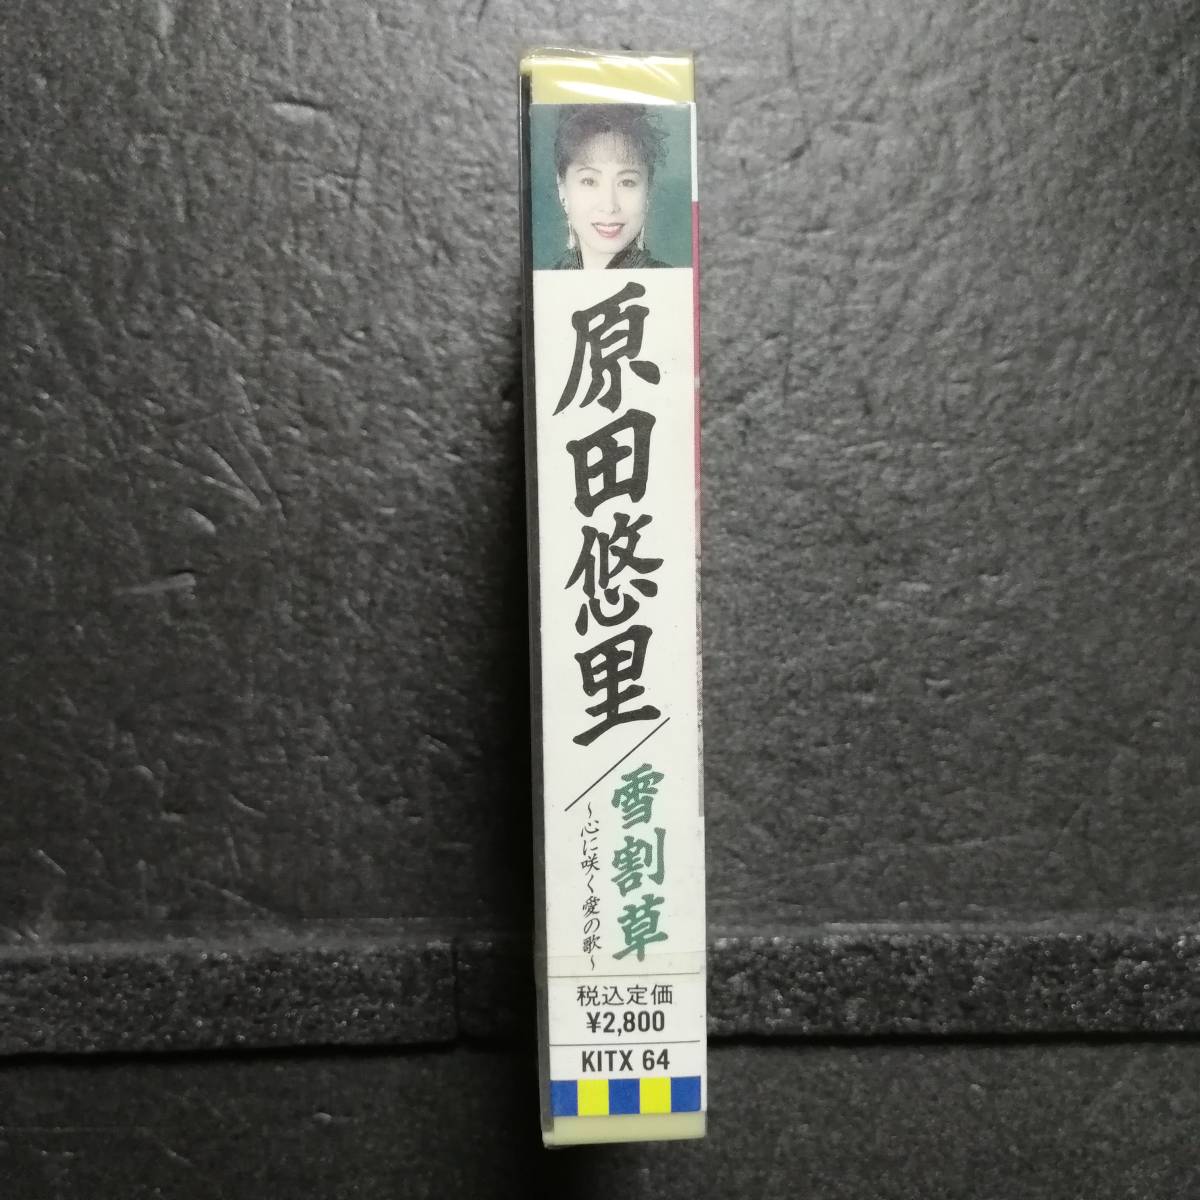 原田悠里
雪割草
～心に咲く愛の歌～
税込定価
¥2,800
KITX 64